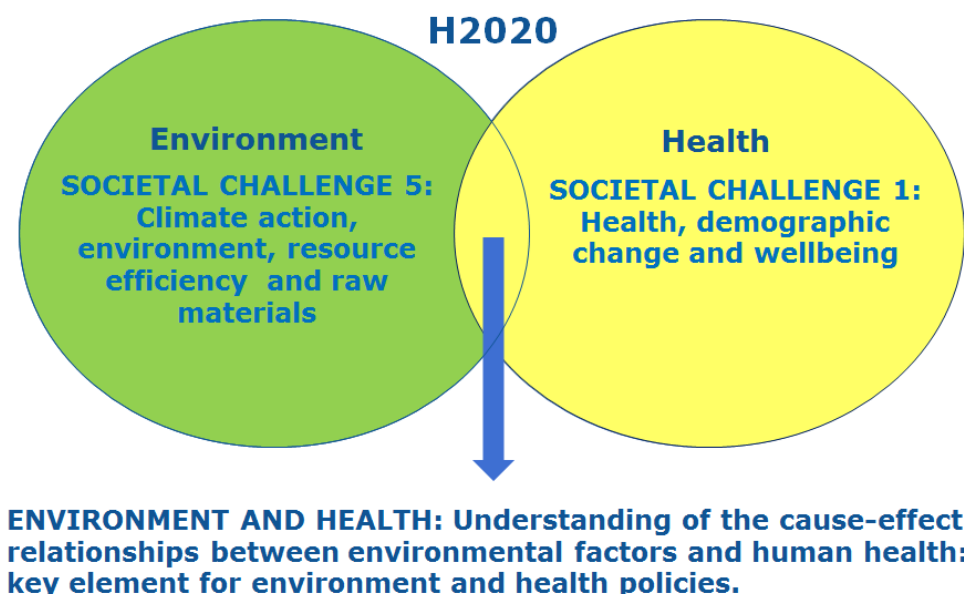 H2020
Environment
SOCIETAL CHALLENGE 5:
Climate action,
environment, resource
efficiency and raw
materials
Health
SOCIETAL CHALLENGE 1:
Health, demographic
change and wellbeing
ENVIRONMENT AND HEALTH: Understanding of the cause-effect
relationships between environmental factors and human health:
key element for environment and health policies.